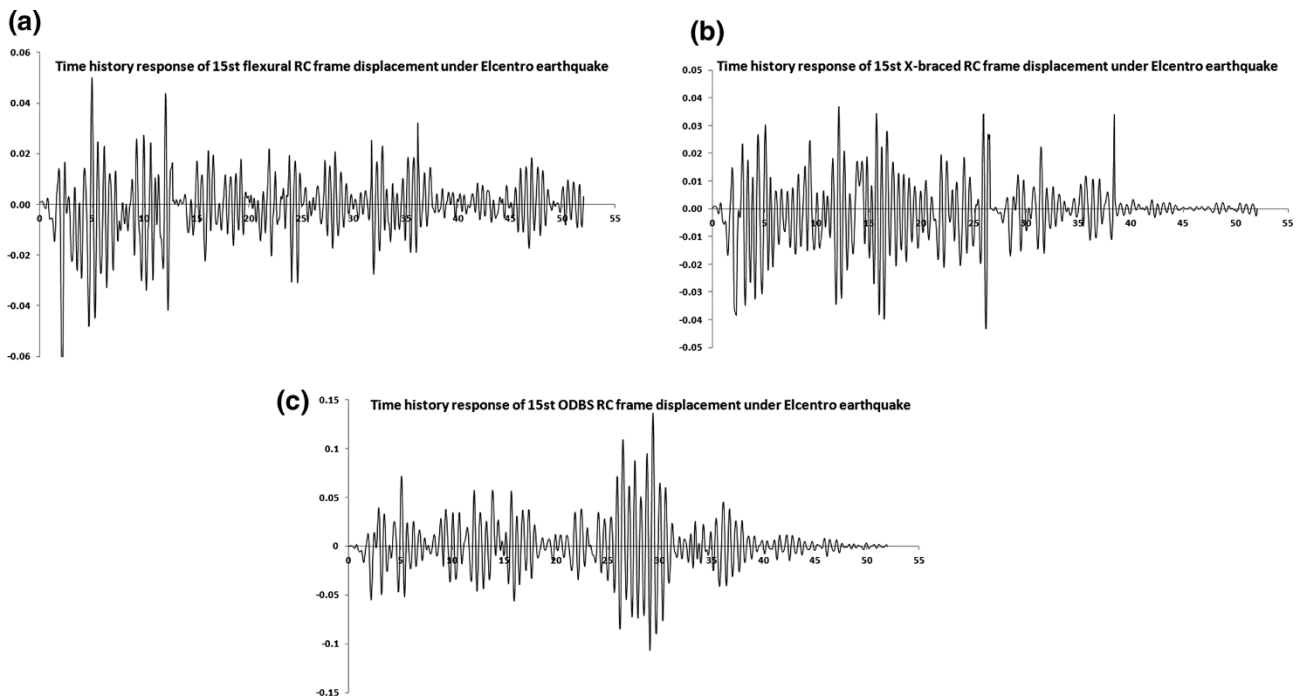 (a)
Time history response of 15st flexural RC frame displacement under Elcentro earthquake
0.06
0.04
0.02
0.00
-0.02
-0.04
-0.06
0 5 10 15 20 25 30 35 40 45 50 55
(b)
Time history response of 15st X-braced RC frame displacement under Elcentro earthquake
0.05
0.04
0.03
0.02
0.01
0.00
-0.01
-0.02
-0.03
-0.04
-0.05
0 5 10 15 20 25 30 35 40 45 50 55
(c)
Time history response of 15st ODBS RC frame displacement under Elcentro earthquake
0.15
0.1
0.05
0
-0.05
-0.1
-0.15
0 5 10 15 20 25 30 35 40 45 50 55